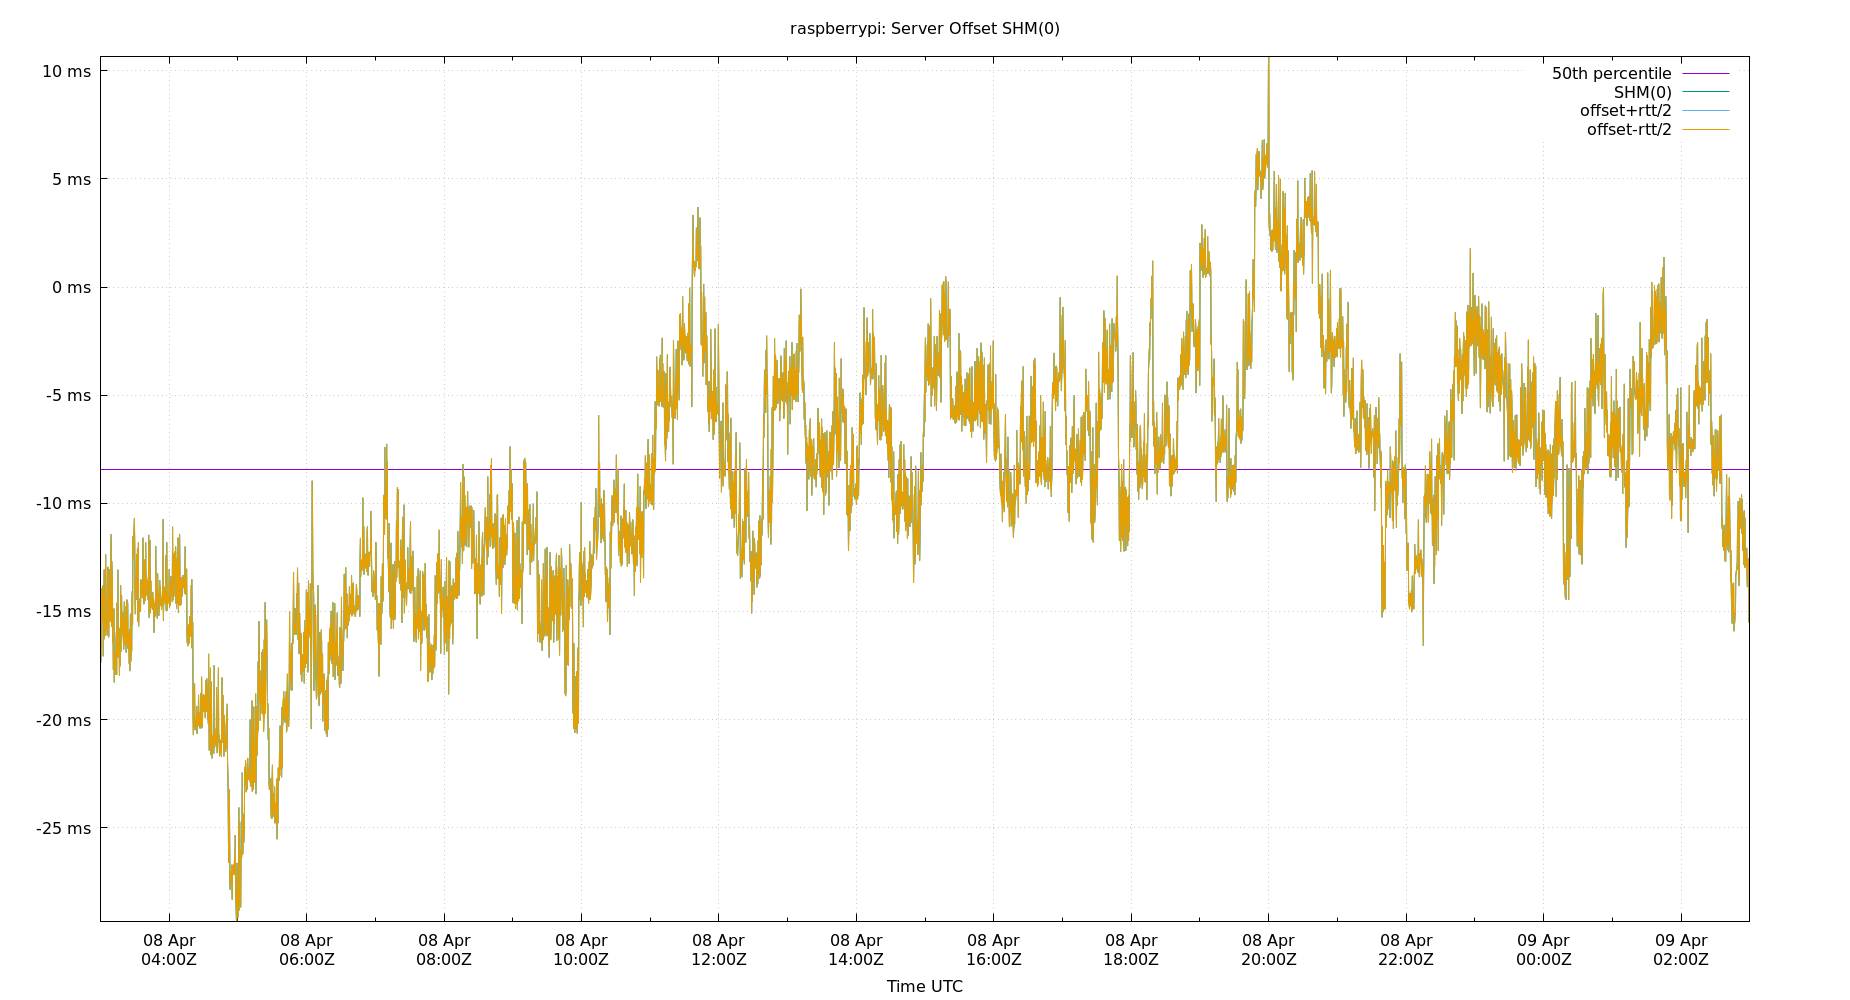 raspberrypi: Server Offset SHM(0)
10 ms
5 ms
0 ms
-5 ms
-10 ms
-15 ms
-20 ms
-25 ms
50th percentile
SHM(0)
offset+rtt/2
offset-rtt/2
08 Apr 08 Apr 08 Apr 08 Apr 08 Apr 08 Apr 08 Apr 08 Apr 08 Apr 08 Apr 09 Apr 09 Apr
04:00Z 06:00Z 08:00Z 10:00Z 12:00Z 14:00Z 16:00Z 18:00Z 20:00Z 22:00Z 00:00Z 02:00Z
Time UTC